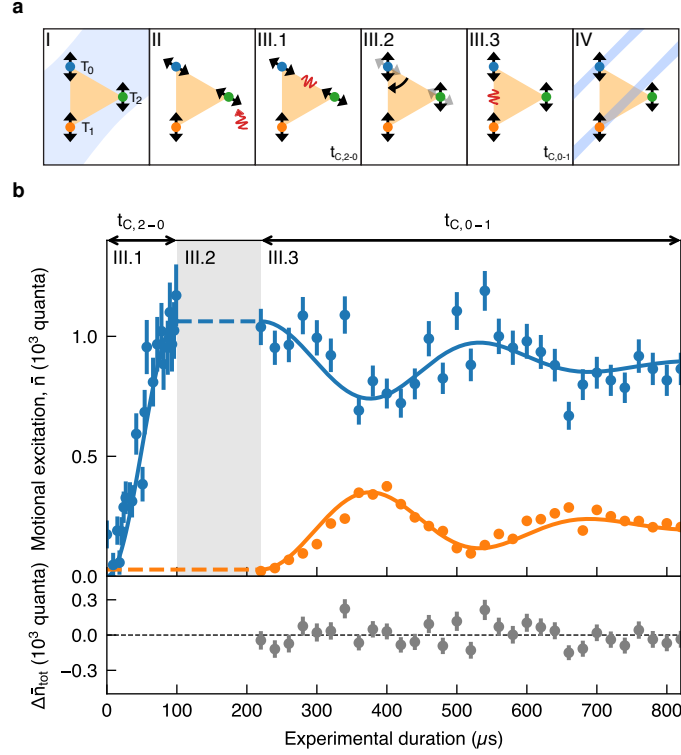 a
I II III.1 III.2 III.3 IV
T0
T2
T1
tC,2-0 tC,0-1
b
tC, 2−0 tC, 0−1
III.1 III.2 III.3
Motional excitation, n̄ (10³ quanta)
1.0
0.5
0.0
Δn̄tot (10³ quanta)
0.3
0.0
−0.3
0 100 200 300 400 500 600 700 800
Experimental duration (μs)